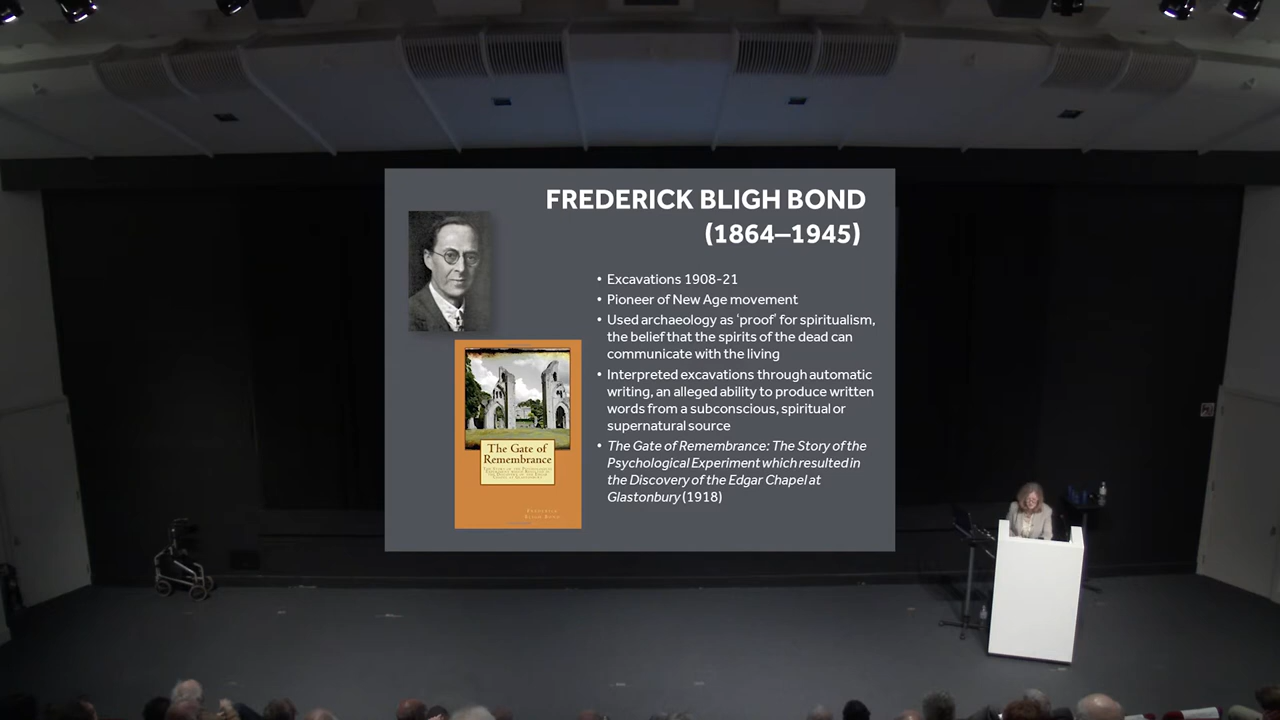 FREDERICK BLIGH BOND
(1864–1945)
• Excavations 1908-21
• Pioneer of New Age movement
• Used archaeology as ‘proof’ for spiritualism,
the belief that the spirits of the dead can
communicate with the living
• Interpreted excavations through automatic
writing, an alleged ability to produce written
words from a subconscious, spiritual or
supernatural source
• The Gate of Remembrance: The Story of the
Psychological Experiment which resulted in
the Discovery of the Edgar Chapel at
Glastonbury (1918)
The Gate of
Remembrance
Frederick
Bligh Bond